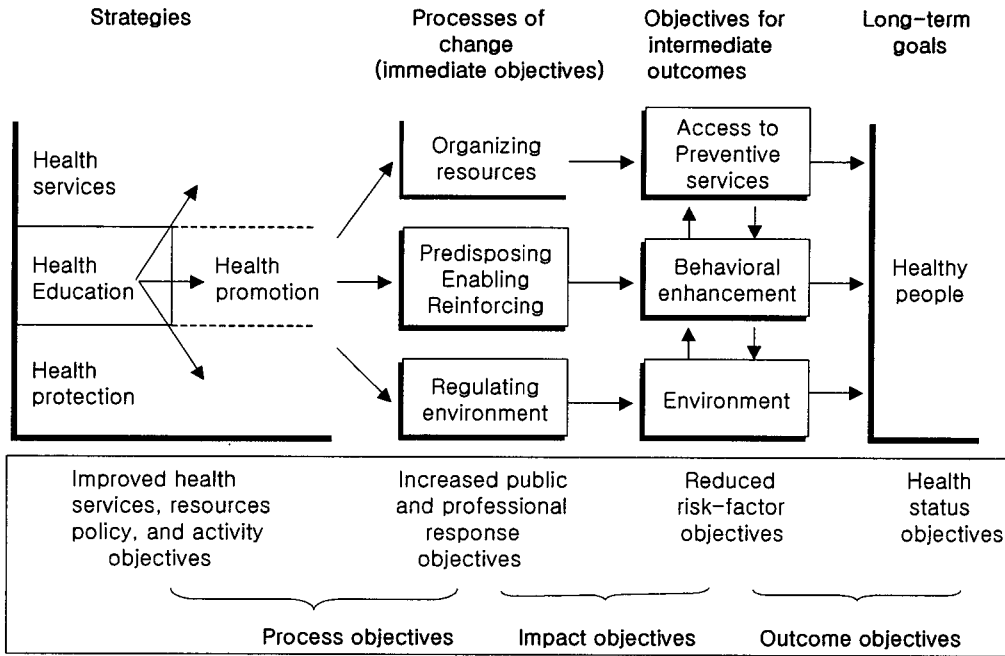 Strategies
Processes of
change
(immediate objectives)
Objectives for
intermediate
outcomes
Long-term
goals
Health
services
Health
Education
Health
promotion
Health
protection
Organizing
resources
Predisposing
Enabling
Reinforcing
Regulating
environment
Access to
Preventive
services
Behavioral
enhancement
Environment
Healthy
people
Improved health
services, resources
policy, and activity
objectives
Increased public
and professional
response
objectives
Reduced
risk-factor
objectives
Health
status
objectives
Process objectives
Impact objectives
Outcome objectives